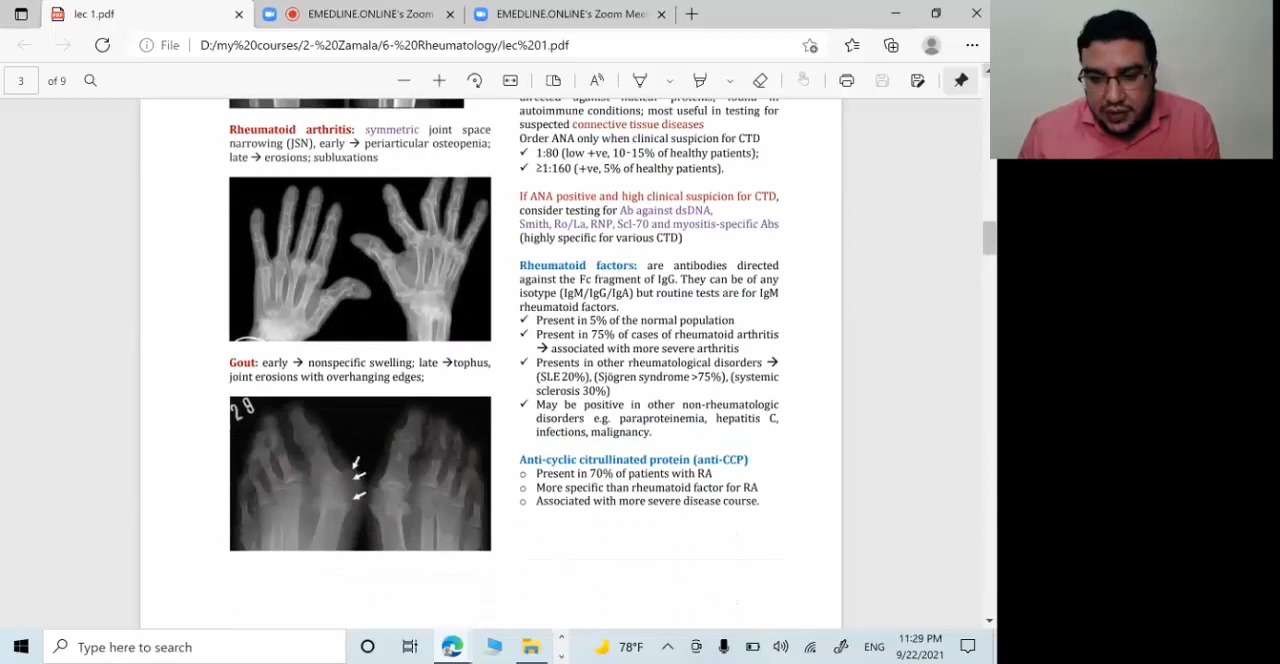 lec 1.pdf
EMEDLINE.ONLINE's Zoom
EMEDLINE.ONLINE's Zoom Mee
File
D:/my%20courses/2-%20Zamala/6-%20Rheumatology/lec%201.pdf
3
of 9
Rheumatoid arthritis: symmetric joint space
narrowing (JSN), early → periarticular osteopenia;
late → erosions; subluxations
Gout: early → nonspecific swelling; late →tophus,
joint erosions with overhanging edges;
28
directed against nuclear proteins, found in
autoimmune conditions; most useful in testing for
suspected connective tissue diseases
Order ANA only when clinical suspicion for CTD
✓ 1:80 (low +ve, 10-15% of healthy patients);
✓ ≥1:160 (+ve, 5% of healthy patients).
If ANA positive and high clinical suspicion for CTD,
consider testing for Ab against dsDNA,
Smith, Ro/La, RNP, Scl-70 and myositis-specific Abs
(highly specific for various CTD)
Rheumatoid factors: are antibodies directed
against the Fc fragment of IgG. They can be of any
isotype (IgM/IgG/IgA) but routine tests are for IgM
rheumatoid factors.
✓ Present in 5% of the normal population
✓ Present in 75% of cases of rheumatoid arthritis
→ associated with more severe arthritis
✓ Presents in other rheumatological disorders →
(SLE 20%), (Sjögren syndrome >75%), (systemic
sclerosis 30%)
✓ May be positive in other non-rheumatologic
disorders e.g. paraproteinemia, hepatitis C,
infections, malignancy.
Anti-cyclic citrullinated protein (anti-CCP)
o Present in 70% of patients with RA
o More specific than rheumatoid factor for RA
o Associated with more severe disease course.
Type here to search
78°F
ENG
11:29 PM
9/22/2021